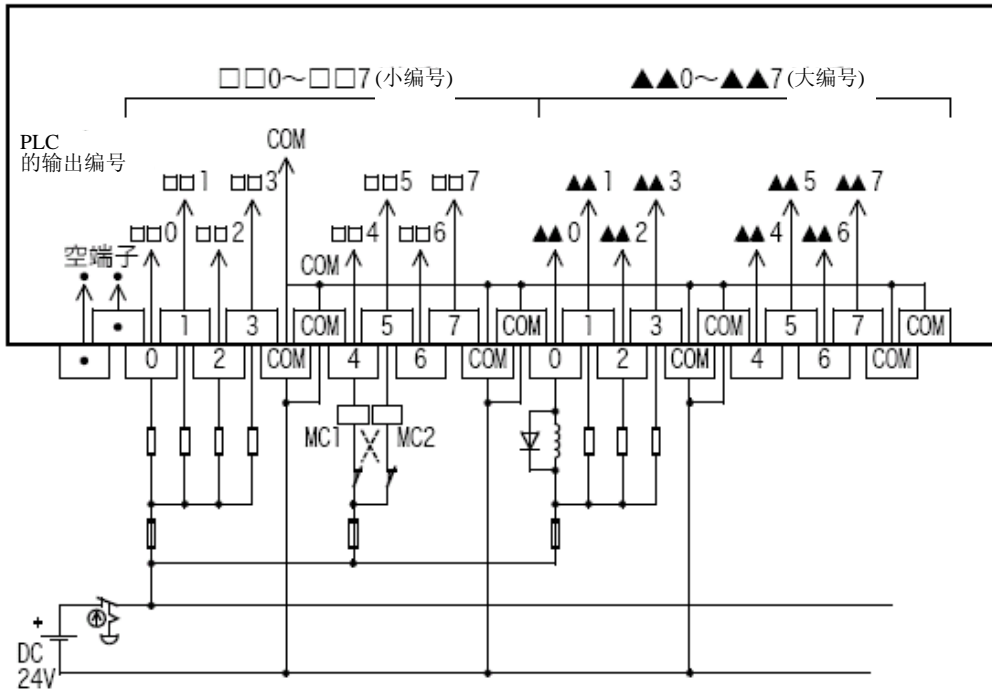 □□0～□□7 (小编号) ▲▲0～▲▲7 (大编号)
PLC
的输出编号
COM
□□1 □□3 □□5 □□7 ▲▲1 ▲▲3 ▲▲5 ▲▲7
□□0 □□2 □□4 □□6 ▲▲0 ▲▲2 ▲▲4 ▲▲6
空端子
COM
• 1 3 COM 5 7 COM 1 3 COM 5 7 COM
• 0 2 COM 4 6 COM 0 2 COM 4 6 COM
MC1 MC2
+
DC
24V